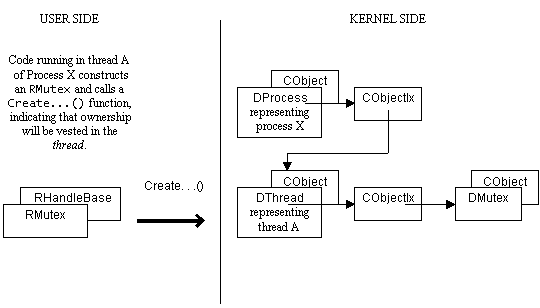 USER SIDE
Code running in thread A
of Process X constructs
an RMutex and calls a
Create...() function,
indicating that ownership
will be vested in the
thread.
RHandleBase
RMutex
Create...()
KERNEL SIDE
CObject
DProcess
representing
process X
CObjectIx
CObject
DThread
representing
thread A
CObjectIx
CObject
DMutex